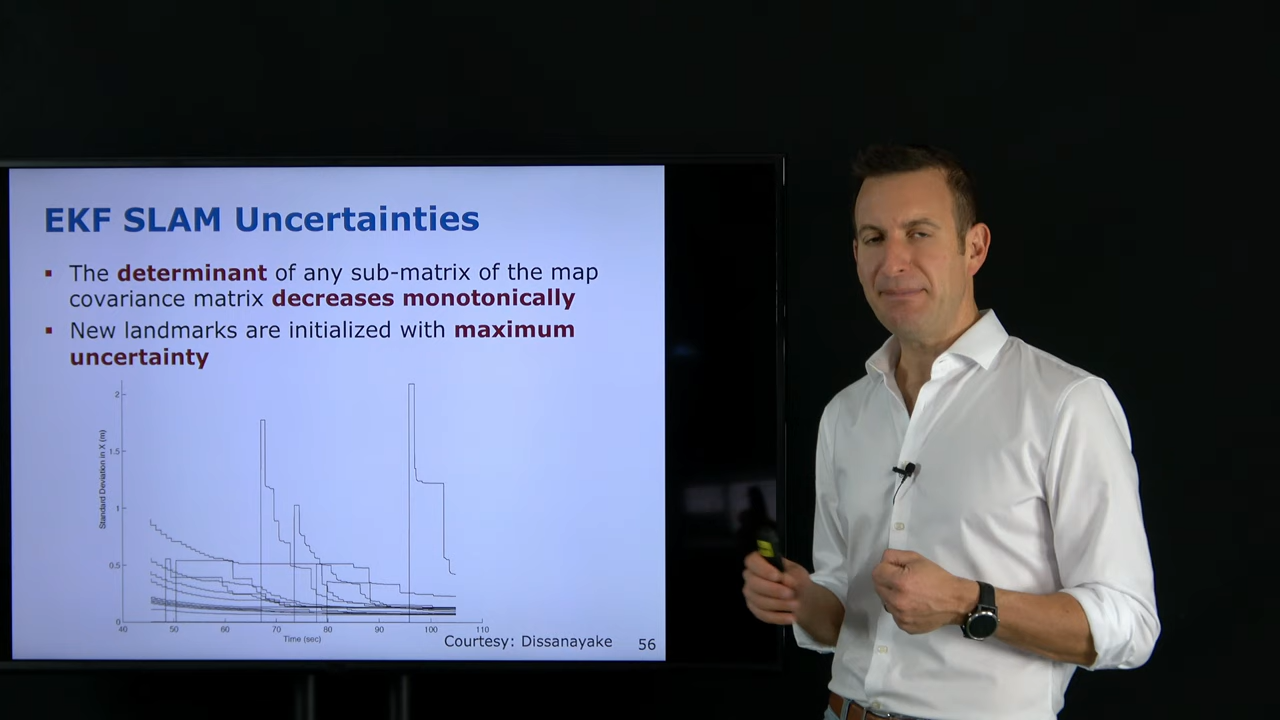 EKF SLAM Uncertainties
The determinant of any sub-matrix of the map
covariance matrix decreases monotonically
New landmarks are initialized with maximum
uncertainty
2
1.5
1
0.5
0
Standard Deviation in X (m)
40 50 60 70 80 90 100 110
Time (sec)
Courtesy: Dissanayake 56